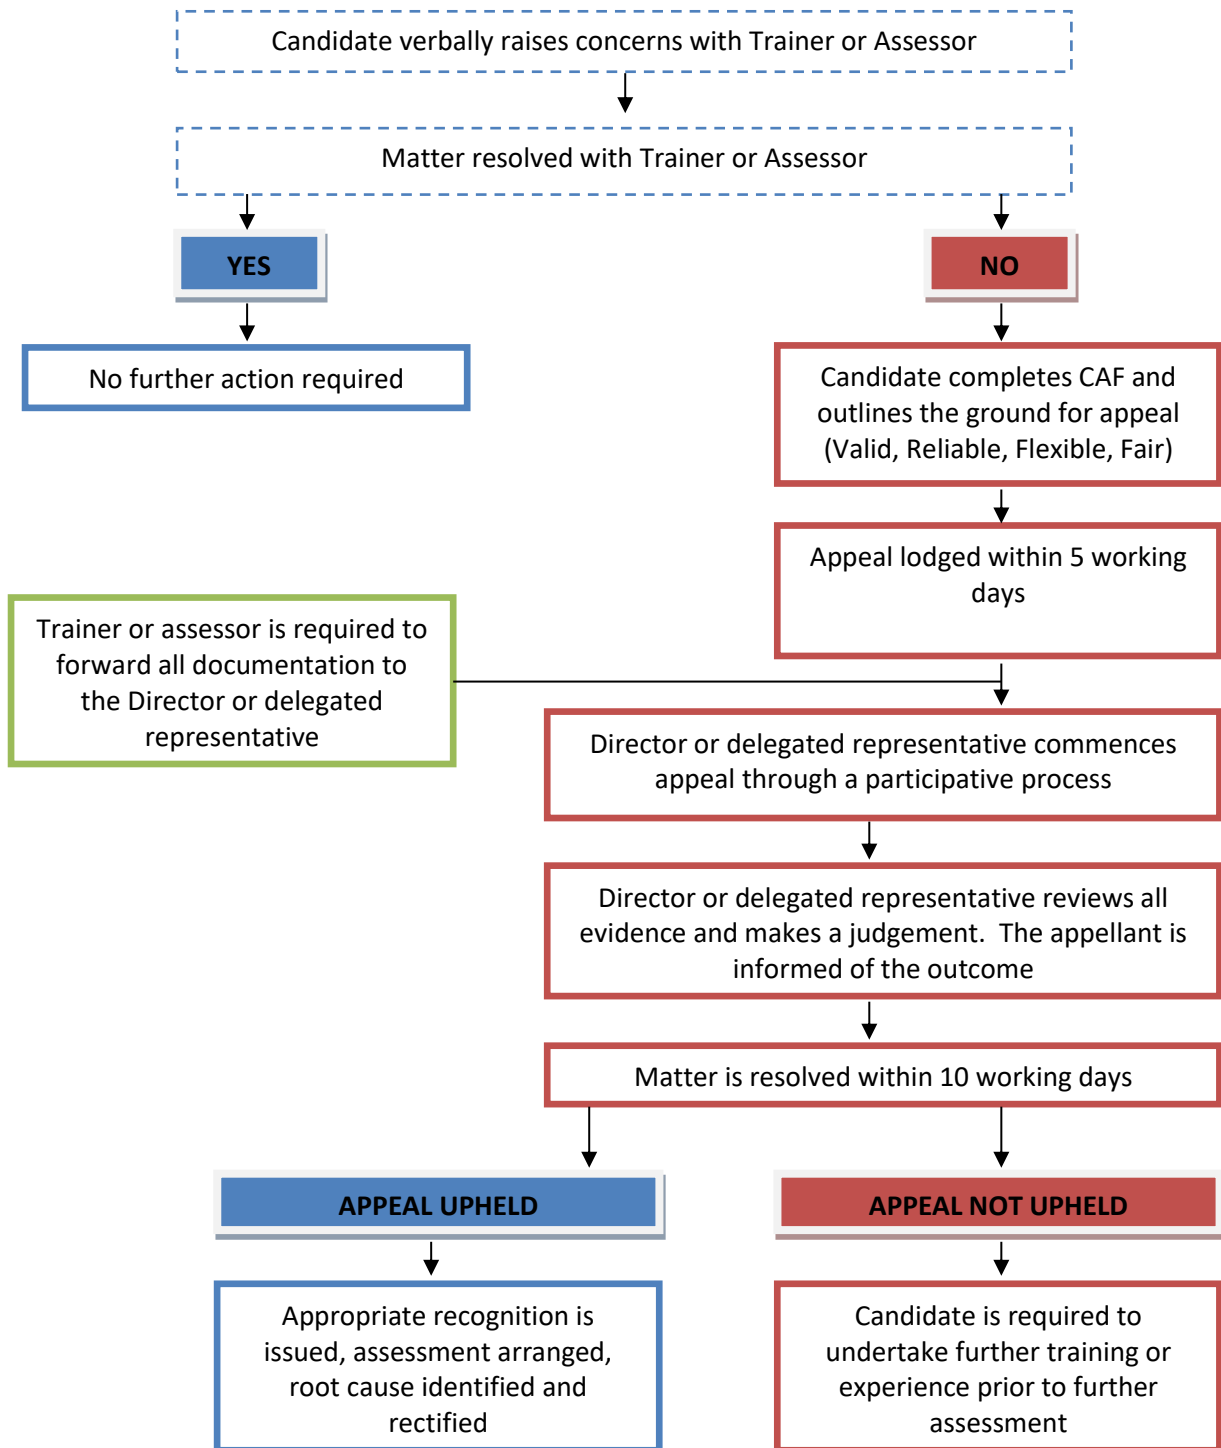 Candidate verbally raises concerns with Trainer or Assessor
Matter resolved with Trainer or Assessor
YES
NO
No further action required
Candidate completes CAF and
outlines the ground for appeal
(Valid, Reliable, Flexible, Fair)
Appeal lodged within 5 working
days
Trainer or assessor is required to
forward all documentation to
the Director or delegated
representative
Director or delegated representative commences
appeal through a participative process
Director or delegated representative reviews all
evidence and makes a judgement.  The appellant is
informed of the outcome
Matter is resolved within 10 working days
APPEAL UPHELD
APPEAL NOT UPHELD
Appropriate recognition is
issued, assessment arranged,
root cause identified and
rectified
Candidate is required to
undertake further training or
experience prior to further
assessment